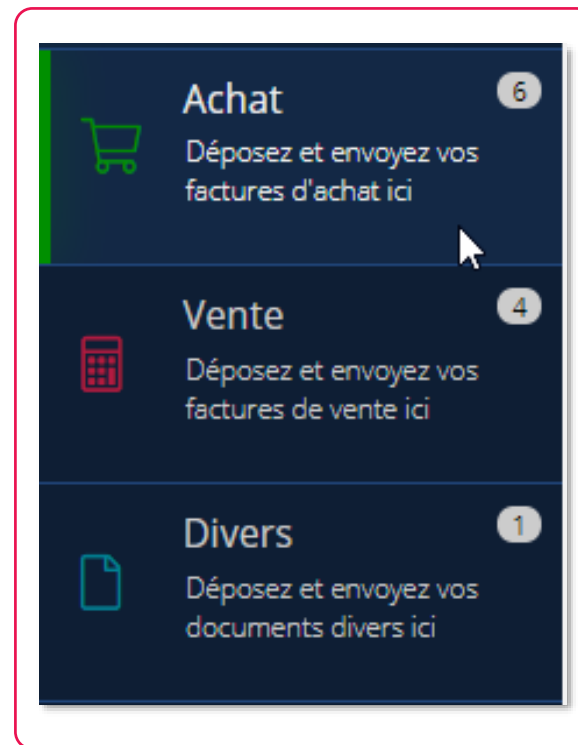 Achat
6
Déposez et envoyez vos
factures d'achat ici
Vente
4
Déposez et envoyez vos
factures de vente ici
Divers
1
Déposez et envoyez vos
documents divers ici